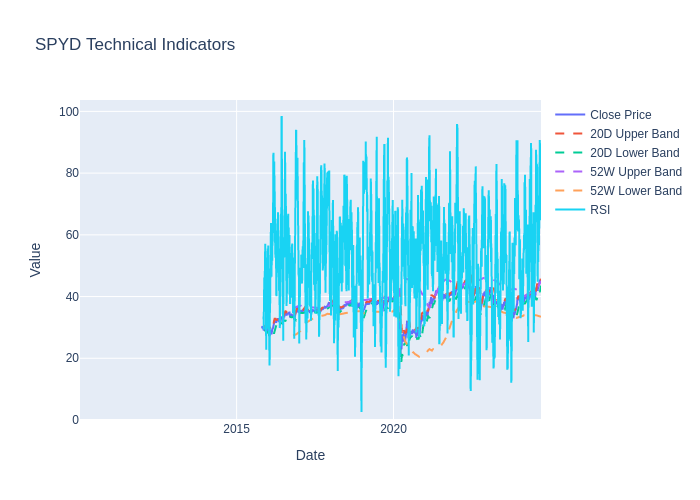 SPYD Technical Indicators
100
80
60
40
20
0
2015
2020
Value
Date
Close Price
20D Upper Band
20D Lower Band
52W Upper Band
52W Lower Band
RSI